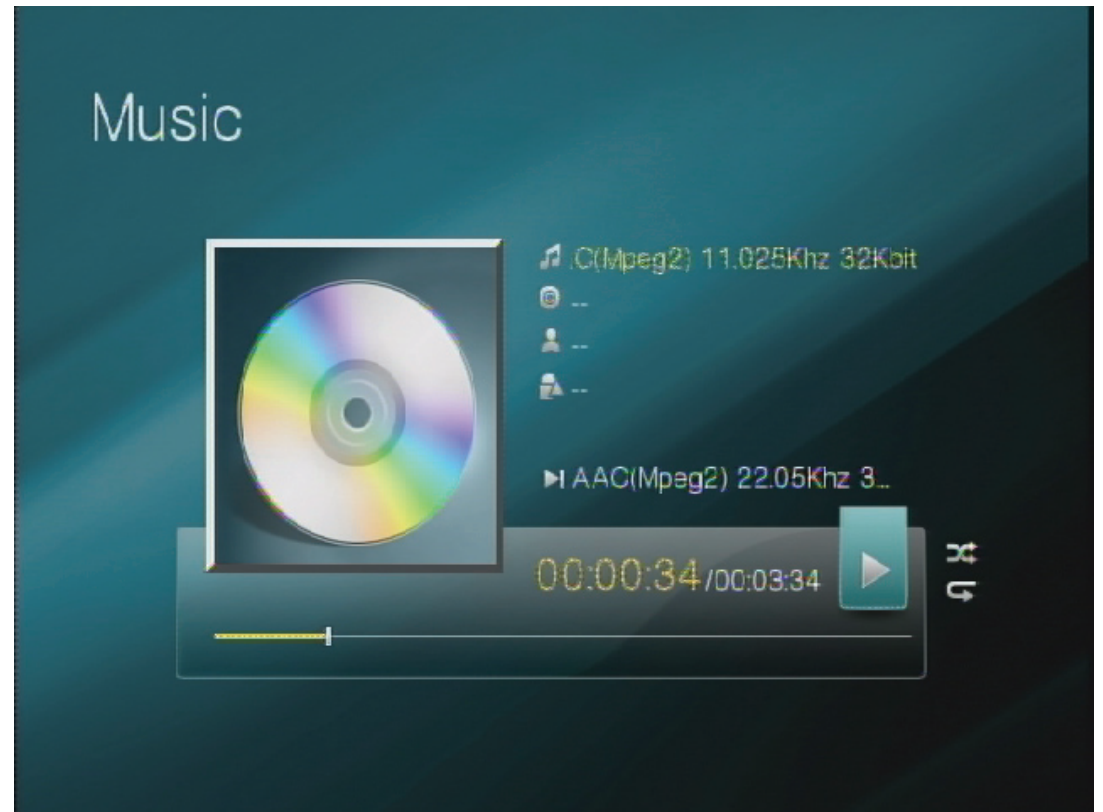 Music
.C(Mpeg2) 11.025Khz 32Kbit
--
--
--
AAC(Mpeg2) 22.05Khz 3...
00:00:34/00:03:34